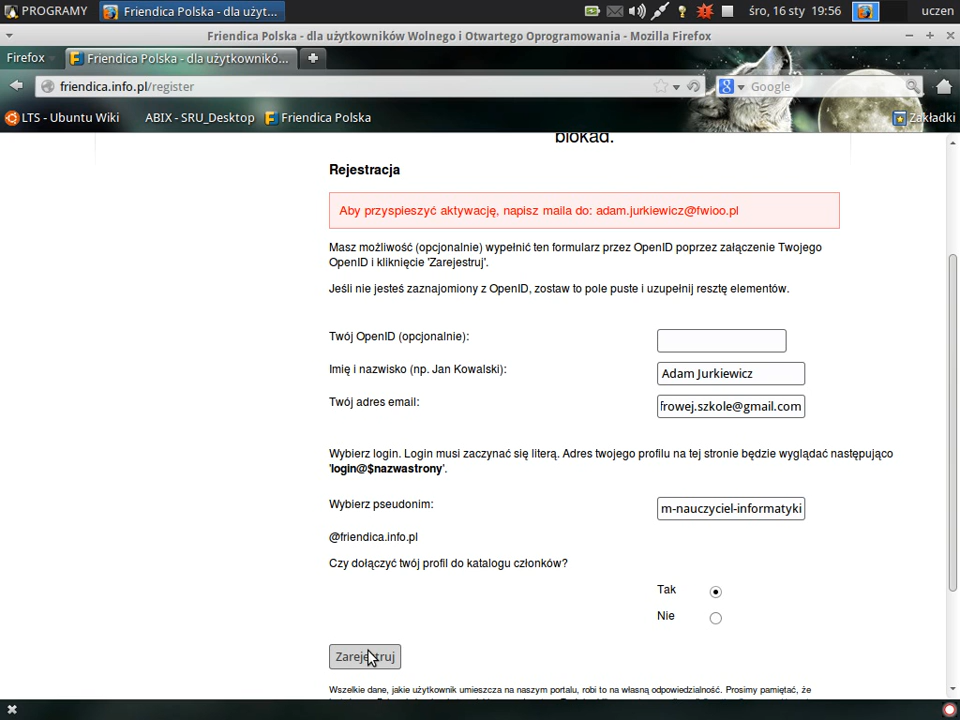 PROGRAMY
Friendica Polska - dla użyt...
śro, 16 sty 19:56
uczen
Friendica Polska - dla użytkowników Wolnego i Otwartego Oprogramowania - Mozilla Firefox
Firefox
Friendica Polska - dla użytkownikó...
friendica.info.pl/register
Google
LTS - Ubuntu Wiki
ABIX - SRU_Desktop
Friendica Polska
Zakładki
blokad.
Rejestracja
Aby przyspieszyć aktywację, napisz maila do: adam.jurkiewicz@fwioo.pl
Masz możliwość (opcjonalnie) wypełnić ten formularz przez OpenID poprzez załączenie Twojego
OpenID i kliknięcie 'Zarejestruj'.
Jeśli nie jesteś zaznajomiony z OpenID, zostaw to pole puste i uzupełnij resztę elementów.
Twój OpenID (opcjonalnie):
Imię i nazwisko (np. Jan Kowalski):
Adam Jurkiewicz
Twój adres email:
frowej.szkole@gmail.com
Wybierz login. Login musi zaczynać się literą. Adres twojego profilu na tej stronie będzie wyglądać następująco
'login@$nazwastrony'.
Wybierz pseudonim:
m-nauczyciel-informatyki
@friendica.info.pl
Czy dołączyć twój profil do katalogu członków?
Tak
Nie
Zarejestruj
Wszelkie dane, jakie użytkownik umieszcza na naszym portalu, robi to na własną odpowiedzialność. Prosimy pamiętać, że